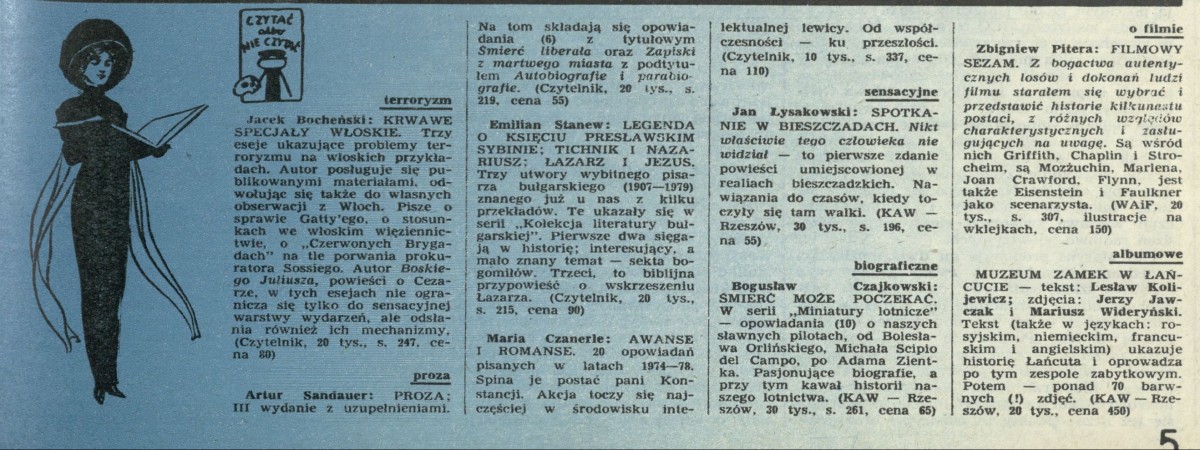 CZYTAĆ
albo
NIE CZYTAĆ
terroryzm
Jacek Bocheński: KRWAWE
SPECJAŁY WŁOSKIE. Trzy
eseje ukazujące problemy ter-
roryzmu na włoskich przykła-
dach. Autor posługuje się pu-
blikowanymi materiałami, od-
wołując się także do własnych
obserwacji z Włoch. Pisze o
sprawie Gatty'ego, o stosun-
kach we włoskim więziennic-
twie, o „Czerwonych Bryga-
dach" na tle porwania proku-
ratora Sossiego. Autor Boskie-
go Juliusza, powieści o Ceza-
rze, w tych esejach nie ogra-
nicza się tylko do sensacyjnej
warstwy wydarzeń, ale odsła-
nia również ich mechanizmy.
(Czytelnik, 20 tys., s. 247, ce-
na 80)
proza
Artur Sandauer: PROZA;
III wydanie z uzupełnieniami.
Na tom składają się opowia-
dania (6) z tytułowym
Śmierć liberała oraz Zapiski
z martwego miasta z podtytu-
łem Autobiografie i parabio-
grafie. (Czytelnik, 20 tys., s.
219, cena 55)
Emilian Stanew: LEGENDA
O KSIĘCIU PRESŁAWSKIM
SYBINIE; TICHNIK I NAZA-
RIUSZ; ŁAZARZ I JEZUS.
Trzy utwory wybitnego pisa-
rza bułgarskiego (1907—1979)
znanego już u nas z kilku
przekładów. Te ukazały się w
serii „Kolekcja literatury buł-
garskiej". Pierwsze dwa sięga-
ją w historię; interesujący, a
mało znany temat — sekta bo-
gomiłów. Trzeci, to biblijna
przypowieść o wskrzeszeniu
Łazarza. (Czytelnik, 20 tys.,
s. 215, cena 90)
Maria Czanerle: AWANSE
I ROMANSE. 20 opowiadań
pisanych w latach 1974—78.
Spina je postać pani Kon-
stancji. Akcja toczy się naj-
częściej w środowisku inte-
lektualnej lewicy. Od współ-
czesności — ku przeszłości.
(Czytelnik, 10 tys., s. 337, ce-
na 110)
sensacyjne
Jan Łysakowski: SPOTKA-
NIE W BIESZCZADACH. Nikt
właściwie tego człowieka nie
widział — to pierwsze zdanie
powieści umiejscowionej w
realiach bieszczadzkich. Na-
wiązania do czasów, kiedy to-
czyły się tam walki. (KAW —
Rzeszów, 30 tys., s. 196, ce-
na 55)
biograficzne
Bogusław Czajkowski:
ŚMIERĆ MOŻE POCZEKAĆ.
W serii „Miniatury lotnicze"
— opowiadania (10) o naszych
sławnych pilotach, od Bolesła-
wa Orlińskiego, Michała Scipio
del Campo, po Adama Zient-
ka. Pasjonujące biografie, a
przy tym kawał historii na-
szego lotnictwa. (KAW — Rze-
szów, 30 tys., s. 261, cena 65)
o filmie
Zbigniew Pitera: FILMOWY
SEZAM. Z bogactwa autenty-
cznych losów i dokonań ludzi
filmu starałem się wybrać i
przedstawić historie kilkunastu
postaci, z różnych względów
charakterystycznych i zasłu-
gujących na uwagę. Są wśród
nich Griffith, Chaplin i Stro-
cheim, są Mozżuchin, Marlena,
Joan Crawford, Flynn, jest
także Eisenstein i Faulkner
jako scenarzysta. (WAiF, 20
tys., s. 307, ilustracje na
wklejkach, cena 150)
albumowe
MUZEUM ZAMEK W ŁAŃ-
CUCIE — tekst: Lesław Koli-
jewicz; zdjęcia: Jerzy Jaw-
czak i Mariusz Wideryński.
Tekst (także w językach: ro-
syjskim, niemieckim, francu-
skim i angielskim) ukazuje
historię Łańcuta i oprowadza
po tym zespole zabytkowym.
Potem — ponad 70 barw-
nych (!) zdjęć. (KAW — Rze-
szów, 20 tys., cena 450)
5